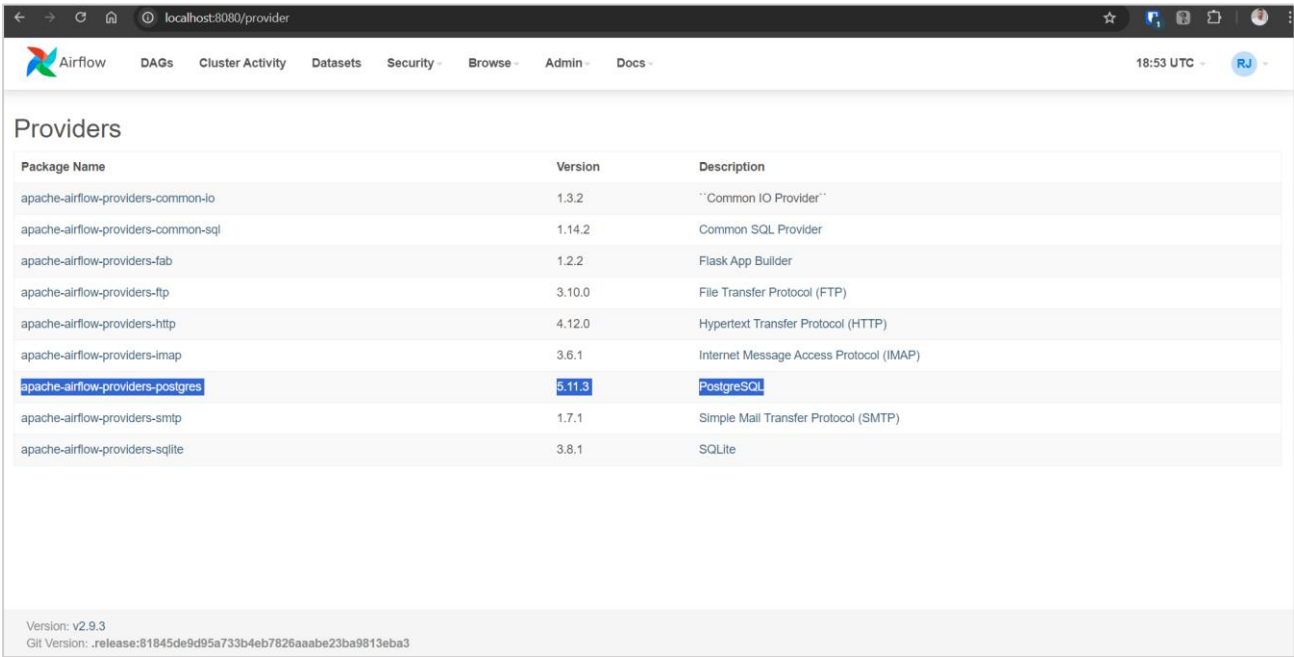 localhost:8080/provider
1
Airflow DAGs Cluster Activity Datasets Security Browse Admin Docs 18:53 UTC RJ
Providers
Package Name Version Description
apache-airflow-providers-common-io 1.3.2 ``Common IO Provider``
apache-airflow-providers-common-sql 1.14.2 Common SQL Provider
apache-airflow-providers-fab 1.2.2 Flask App Builder
apache-airflow-providers-ftp 3.10.0 File Transfer Protocol (FTP)
apache-airflow-providers-http 4.12.0 Hypertext Transfer Protocol (HTTP)
apache-airflow-providers-imap 3.6.1 Internet Message Access Protocol (IMAP)
apache-airflow-providers-postgres 5.11.3 PostgreSQL
apache-airflow-providers-smtp 1.7.1 Simple Mail Transfer Protocol (SMTP)
apache-airflow-providers-sqlite 3.8.1 SQLite
Version: v2.9.3
Git Version: .release:81845de9d95a733b4eb7826aaabe23ba9813eba3